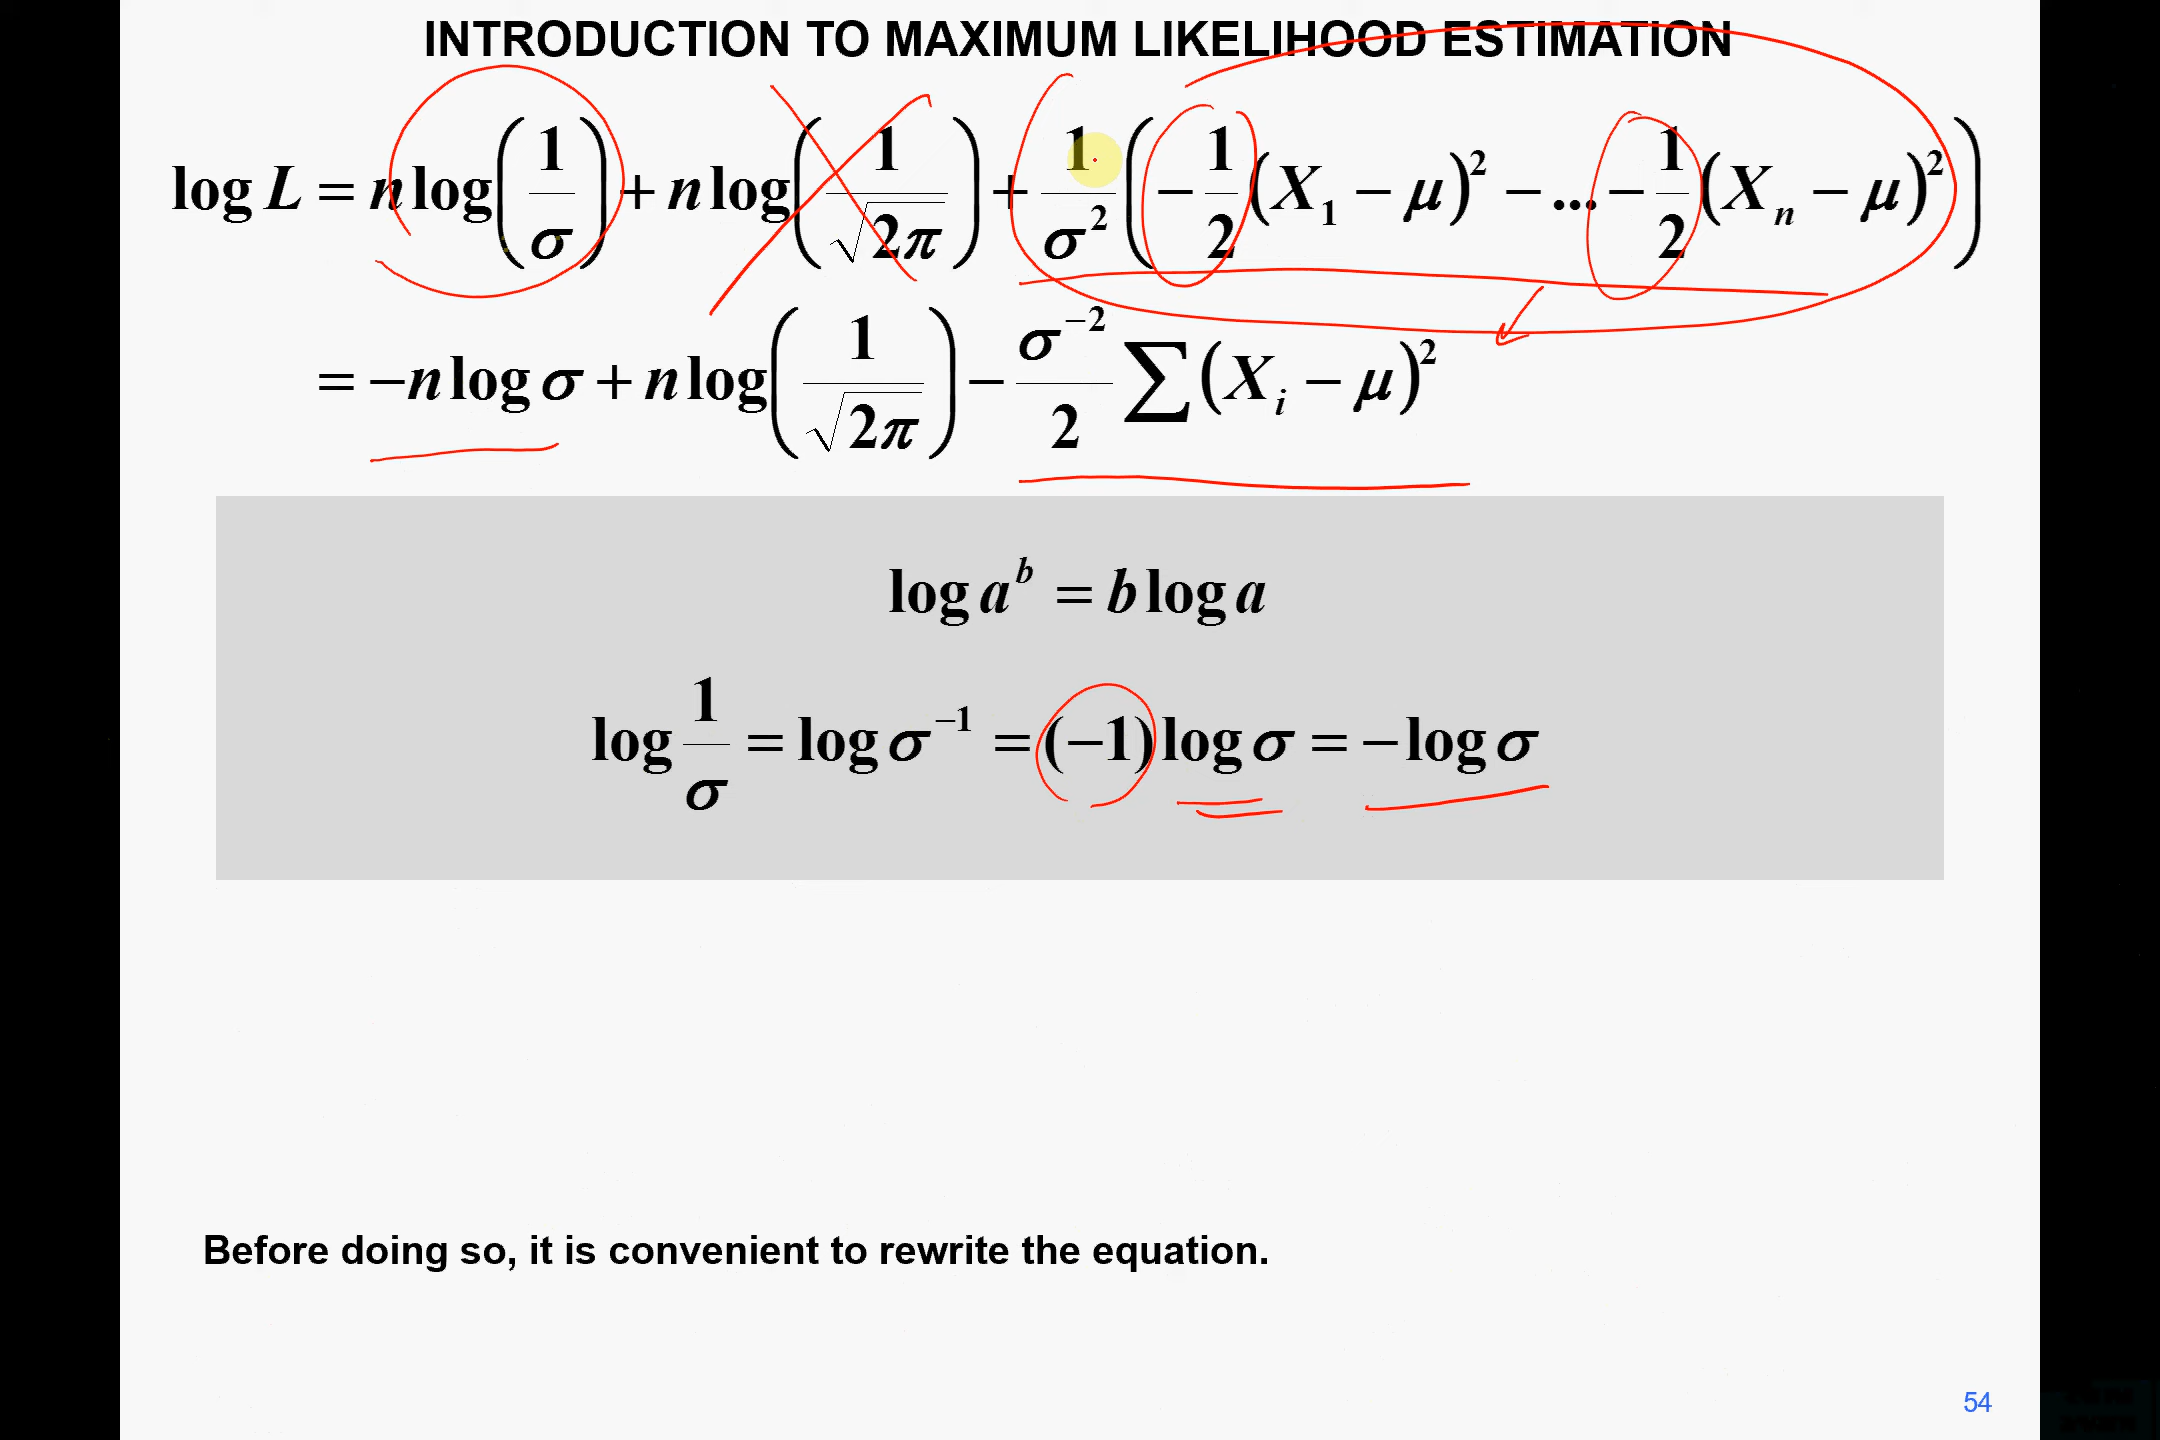 INTRODUCTION TO MAXIMUM LIKELIHOOD ESTIMATION
log L = n log(1/σ) + n log(1/√2π) + 1/σ² (−1/2 (X₁ − μ)² − ... − 1/2 (Xₙ − μ)²)
= −n log σ + n log(1/√2π) − σ⁻²/2 ∑(Xᵢ − μ)²
log aᵇ = b log a
log 1/σ = log σ⁻¹ = (−1) log σ = − log σ
Before doing so, it is convenient to rewrite the equation.
54